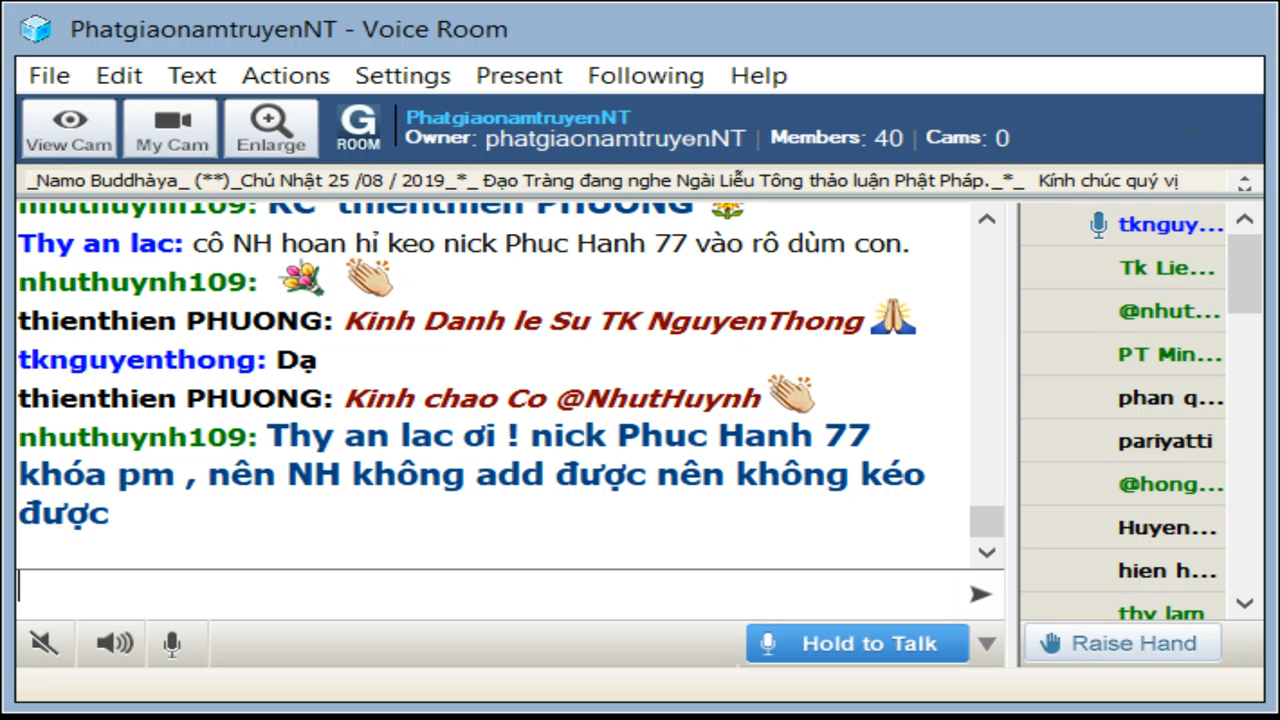 PhatgiaonamtruyenNT - Voice Room
File Edit Text Actions Settings Present Following Help
View Cam My Cam Enlarge G ROOM
PhatgiaonamtruyenNT
Owner: phatgiaonamtruyenNT | Members: 40 | Cams: 0
_Namo Buddhàya_ (**)_Chủ Nhật 25 /08 / 2019_*_ Đạo Tràng đang nghe Ngài Liễu Tông thảo luận Phật Pháp._*_ Kính chúc quý vị
nhuthuynh109: KC thienthien PHUONG
Thy an lac: cô NH hoan hỉ keo nick Phuc Hanh 77 vào rô dùm con.
nhuthuynh109:
thienthien PHUONG: Kinh Danh le Su TK NguyenThong
tknguyenthong: Dạ
thienthien PHUONG: Kinh chao Co @NhutHuynh
nhuthuynh109: Thy an lac ơi ! nick Phuc Hanh 77
khóa pm , nên NH không add được nên không kéo
được
tknguy...
Tk Lie...
@nhut...
PT Min...
phan q...
pariyatti
@hong...
Huyen...
hien h...
thy lam
Hold to Talk
Raise Hand